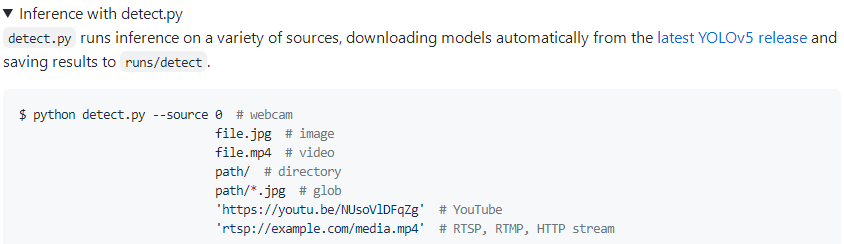 ▼ Inference with detect.py
detect.py runs inference on a variety of sources, downloading models automatically from the latest YOLOv5 release and
saving results to runs/detect.
$ python detect.py --source 0  # webcam
                            file.jpg  # image
                            file.mp4  # video
                            path/  # directory
                            path/*.jpg  # glob
                            'https://youtu.be/NUsoVlDFqZg'  # YouTube
                            'rtsp://example.com/media.mp4'  # RTSP, RTMP, HTTP stream